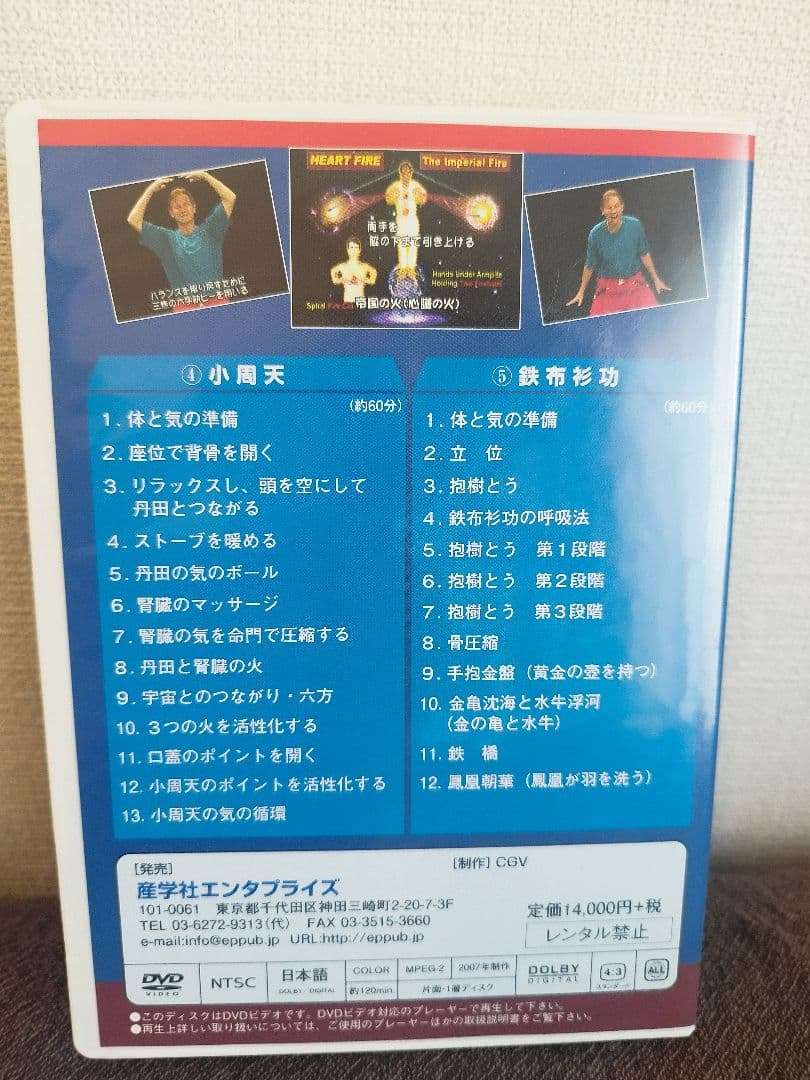 HEART FIRE
The Imperial Fire
両手を
脇の下まで引き上げる
Hands Under Armpits
Holding Two Fireballs
帝国の火(心臓の火)
バランスを取り戻すために
三焦の六字訣ヒーを用いる
④小周天
(約60分)
1. 体と気の準備
2. 座位で背骨を開く
3. リラックスし、頭を空にして
丹田とつながる
4. ストーブを暖める
5. 丹田の気のボール
6. 腎臓のマッサージ
7. 腎臓の気を命門で圧縮する
8. 丹田と腎臓の火
9. 宇宙とのつながり・六方
10. 3つの火を活性化する
11. 口蓋のポイントを開く
12. 小周天のポイントを活性化する
13. 小周天の気の循環
⑤鉄布衫功
(約60分
1. 体と気の準備
2. 立 位
3. 抱樹とう
4. 鉄布衫功の呼吸法
5. 抱樹とう 第1段階
6. 抱樹とう 第2段階
7. 抱樹とう 第3段階
8. 骨圧縮
9. 手抱金盤(黄金の壺を持つ)
10. 金亀沈海と水牛浮河
(金の亀と水牛)
11. 鉄 橋
12. 鳳凰朝華(鳳凰が羽を洗う)
[発売]
[制作] CGV
産学社エンタプライズ
101-0061 東京都千代田区神田三崎町2-20-7-3F
TEL 03-6272-9313(代) FAX 03-3515-3660
e-mail:info@eppub.jp URL:http://eppub.jp
定価14,000円+税
レンタル禁止
DVD VIDEO
NTSC
日本語
DOLBY/DIGITAL
COLOR
MPEG-2
2007年制作
約120min.
片面・1層ディスク
DOLBY DIGITAL
4:3
スタンダード
ALL
●このディスクはDVDビデオです。DVDビデオ対応のプレーヤーで再生して下さい。
●再生上詳しい取り扱いについては、ご使用のプレーヤーほかの取扱説明書をご覧下さい。